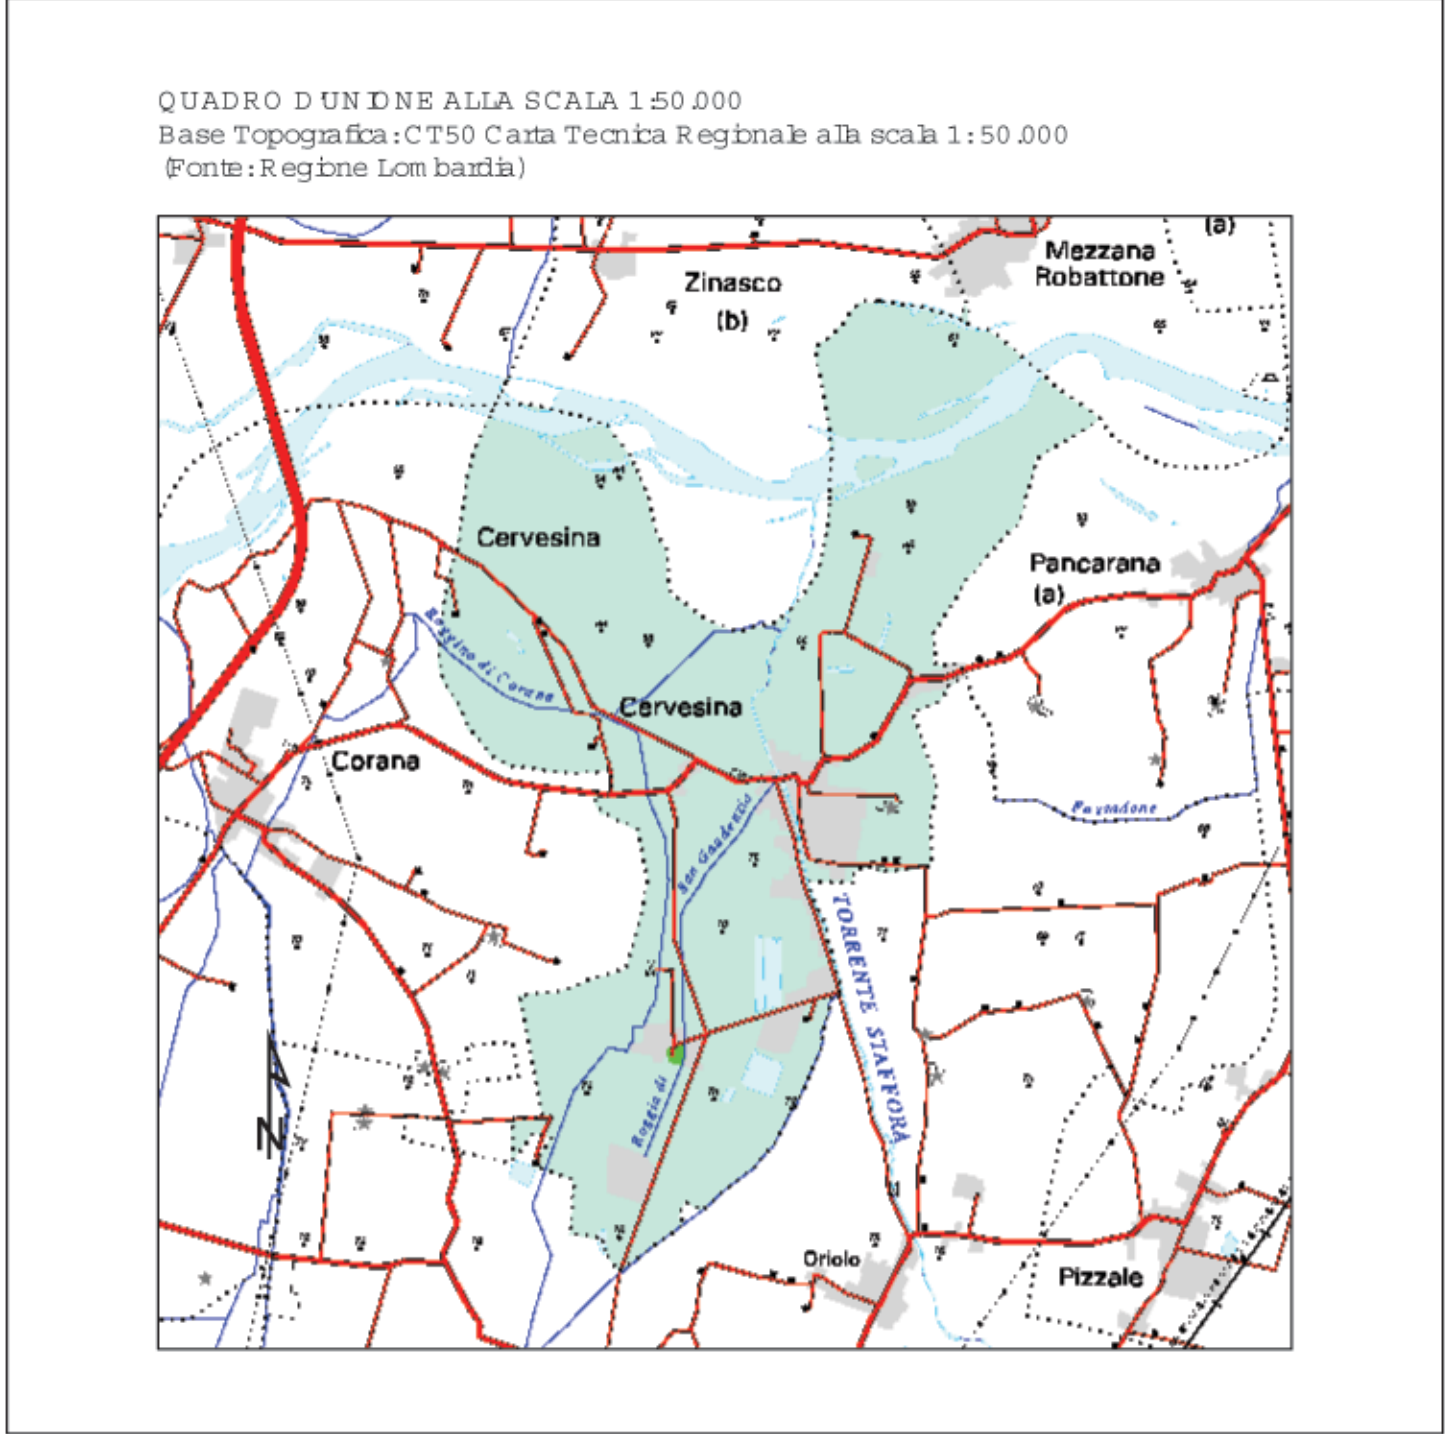 QUADRO D'UNIONE ALLA SCALA 1:50.000
Base Topografica: CT50 Carta Tecnica Regionale alla scala 1:50.000
(Fonte: Regione Lombardia)
(a)
Mezzana
Robattone
Zinasco
(b)
Cervesina
Pancarana
(a)
Roggino di Corana
Cervesina
Corana
San Gaudenzio
TORRENTE STAFFORA
Roggia di
N
Oriolo
Pizzale